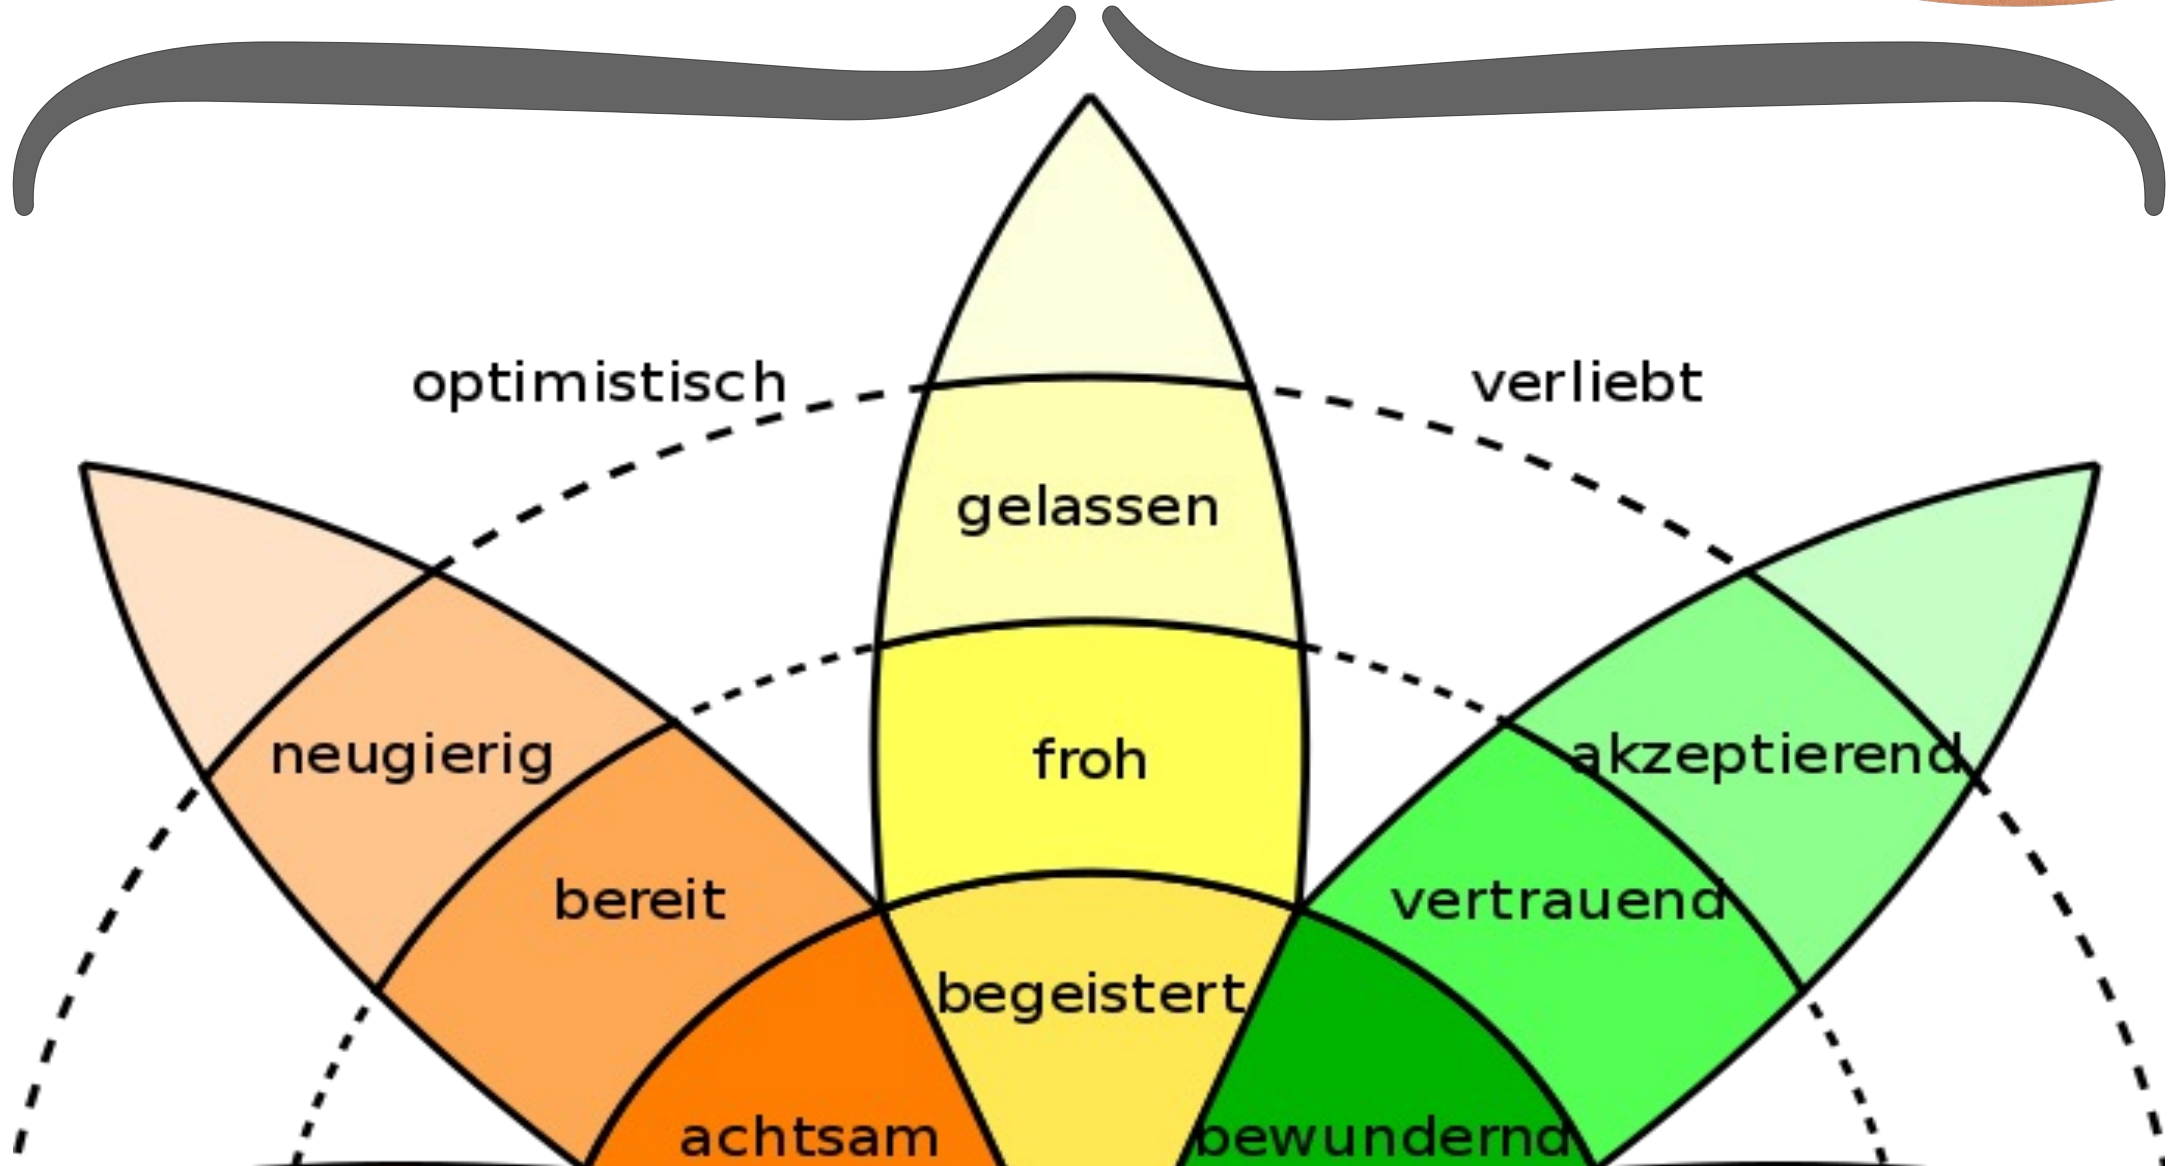 optimistisch
verliebt
gelassen
neugierig
froh
akzeptierend
bereit
vertrauend
begeistert
achtsam
bewundernd